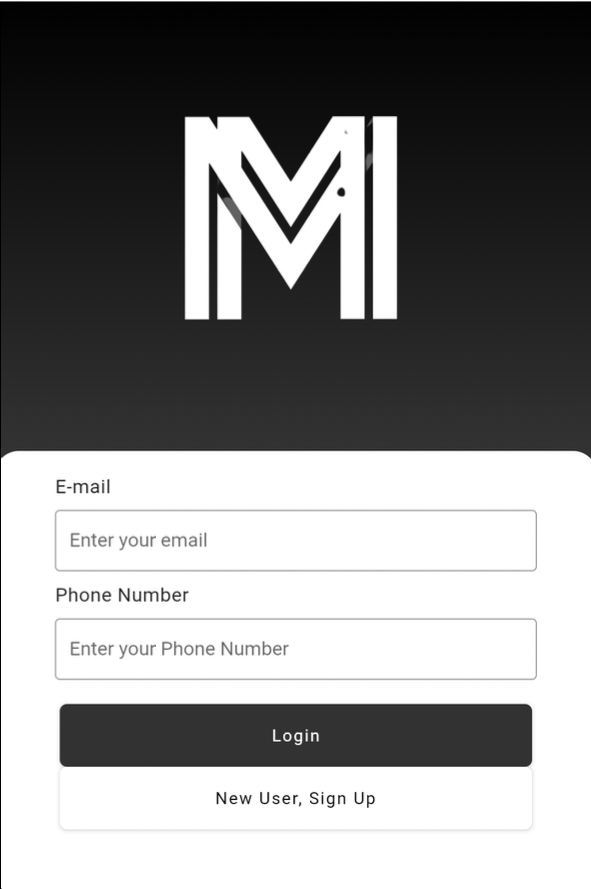 E-mail
Enter your email
Phone Number
Enter your Phone Number
Login
New User, Sign Up